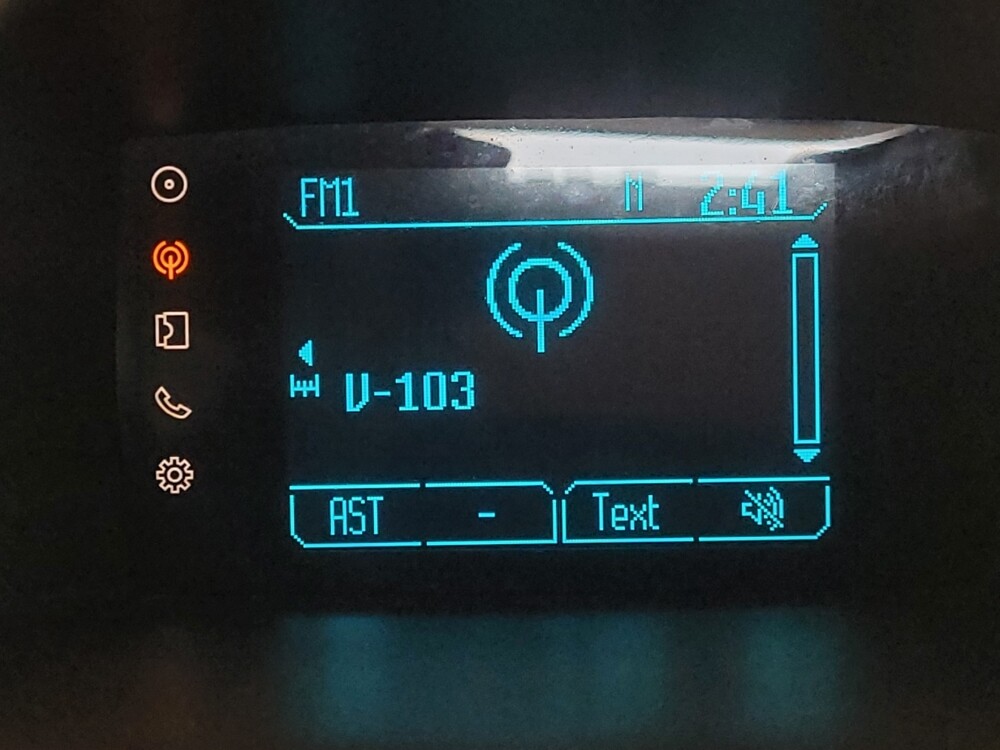 FM1 N 2:41
V-103
AST - Text